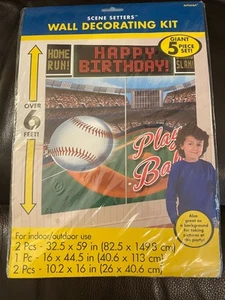 SCENE SETTERS™
WALL DECORATING KIT
GIANT
5 PIECE
SET!
HOME
RUN!
HAPPY
BIRTHDAY!
SLAM
OVER
6
FEET!
Play
Ba
Also
great as
a background for
taking
pictures at
the party!
For indoor/outdoor use
2 Pcs - 32.5 x 59 in (82.5 x 149.8 cm)
1 Pc - 16 x 44.5 in (40.6 x 113 cm)
2 Pcs - 10.2 x 16 in (26 x 40.6 cm)